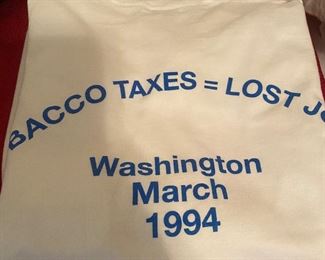 BACCO TAXES = LOST J
Washington
March
1994